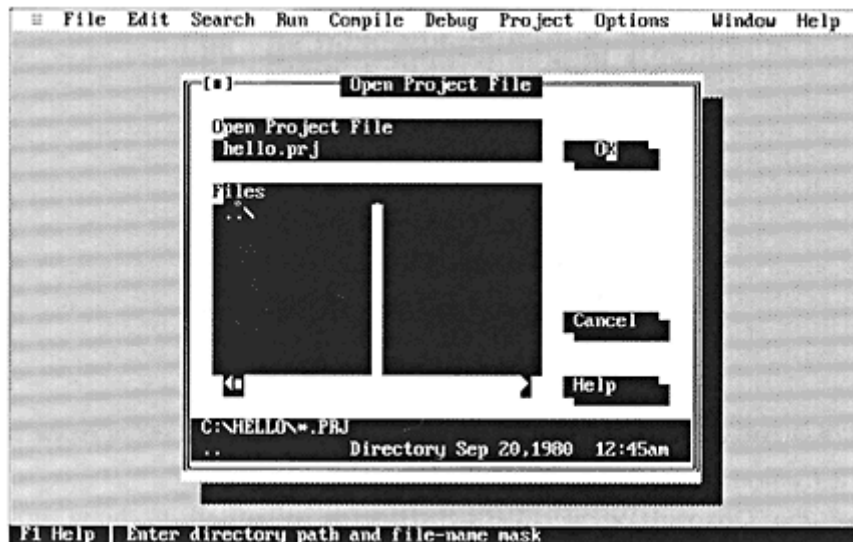 ≡ File Edit Search Run Compile Debug Project Options Window Help
[■] Open Project File
Open Project File
hello.prj
OK
Files
..\
Cancel
Help
C:\HELLO\*.PRJ
.. Directory Sep 20,1980 12:45am
F1 Help | Enter directory path and file-name mask